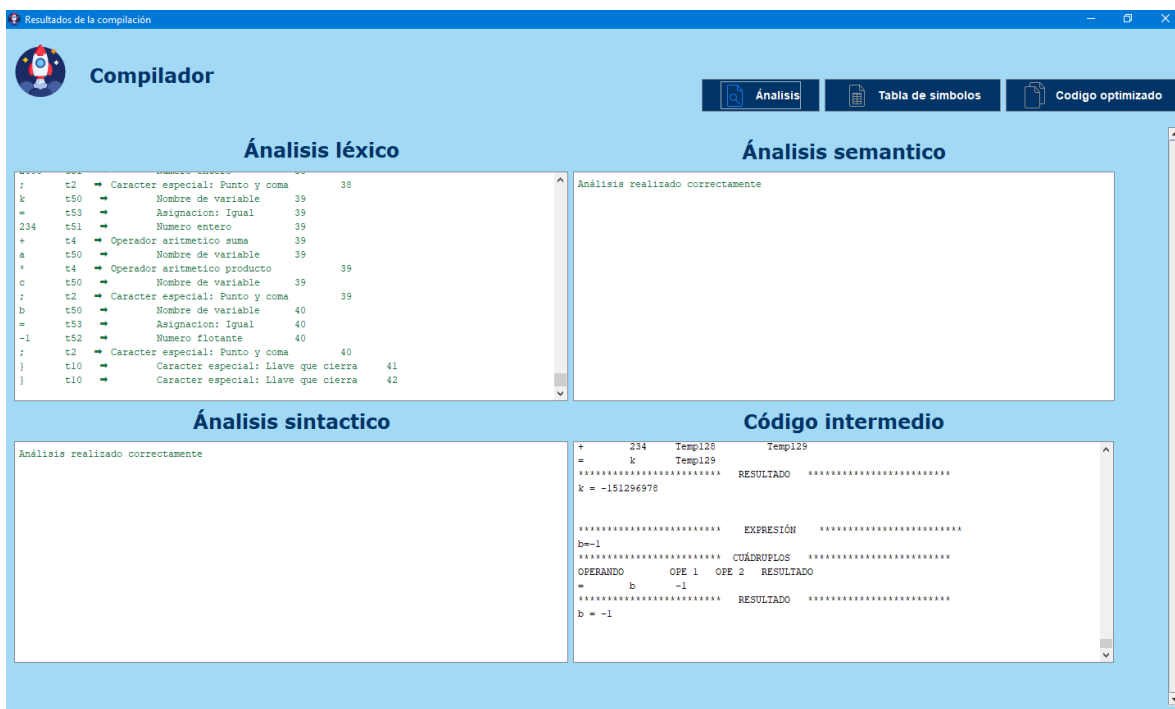 Resultados de la compilación
Compilador
Ánalisis Tabla de simbolos Codigo optimizado
Ánalisis léxico
; t2 ➡ Caracter especial: Punto y coma 38
k t50 ➡ Nombre de variable 39
= t53 ➡ Asignacion: Igual 39
234 t51 ➡ Numero entero 39
+ t4 ➡ Operador aritmetico suma 39
a t50 ➡ Nombre de variable 39
* t4 ➡ Operador aritmetico producto 39
c t50 ➡ Nombre de variable 39
; t2 ➡ Caracter especial: Punto y coma 39
b t50 ➡ Nombre de variable 40
= t53 ➡ Asignacion: Igual 40
-1 t52 ➡ Numero flotante 40
; t2 ➡ Caracter especial: Punto y coma 40
} t10 ➡ Caracter especial: Llave que cierra 41
} t10 ➡ Caracter especial: Llave que cierra 42
Ánalisis semantico
Análisis realizado correctamente
Ánalisis sintactico
Análisis realizado correctamente
Código intermedio
+ 234 Temp128 Temp129
= k Temp129
************************* RESULTADO *************************
k = -151296978
************************* EXPRESIÓN *************************
b=-1
************************* CUÁDRUPLOS *************************
OPERANDO OPE 1 OPE 2 RESULTADO
= b -1
************************* RESULTADO *************************
b = -1